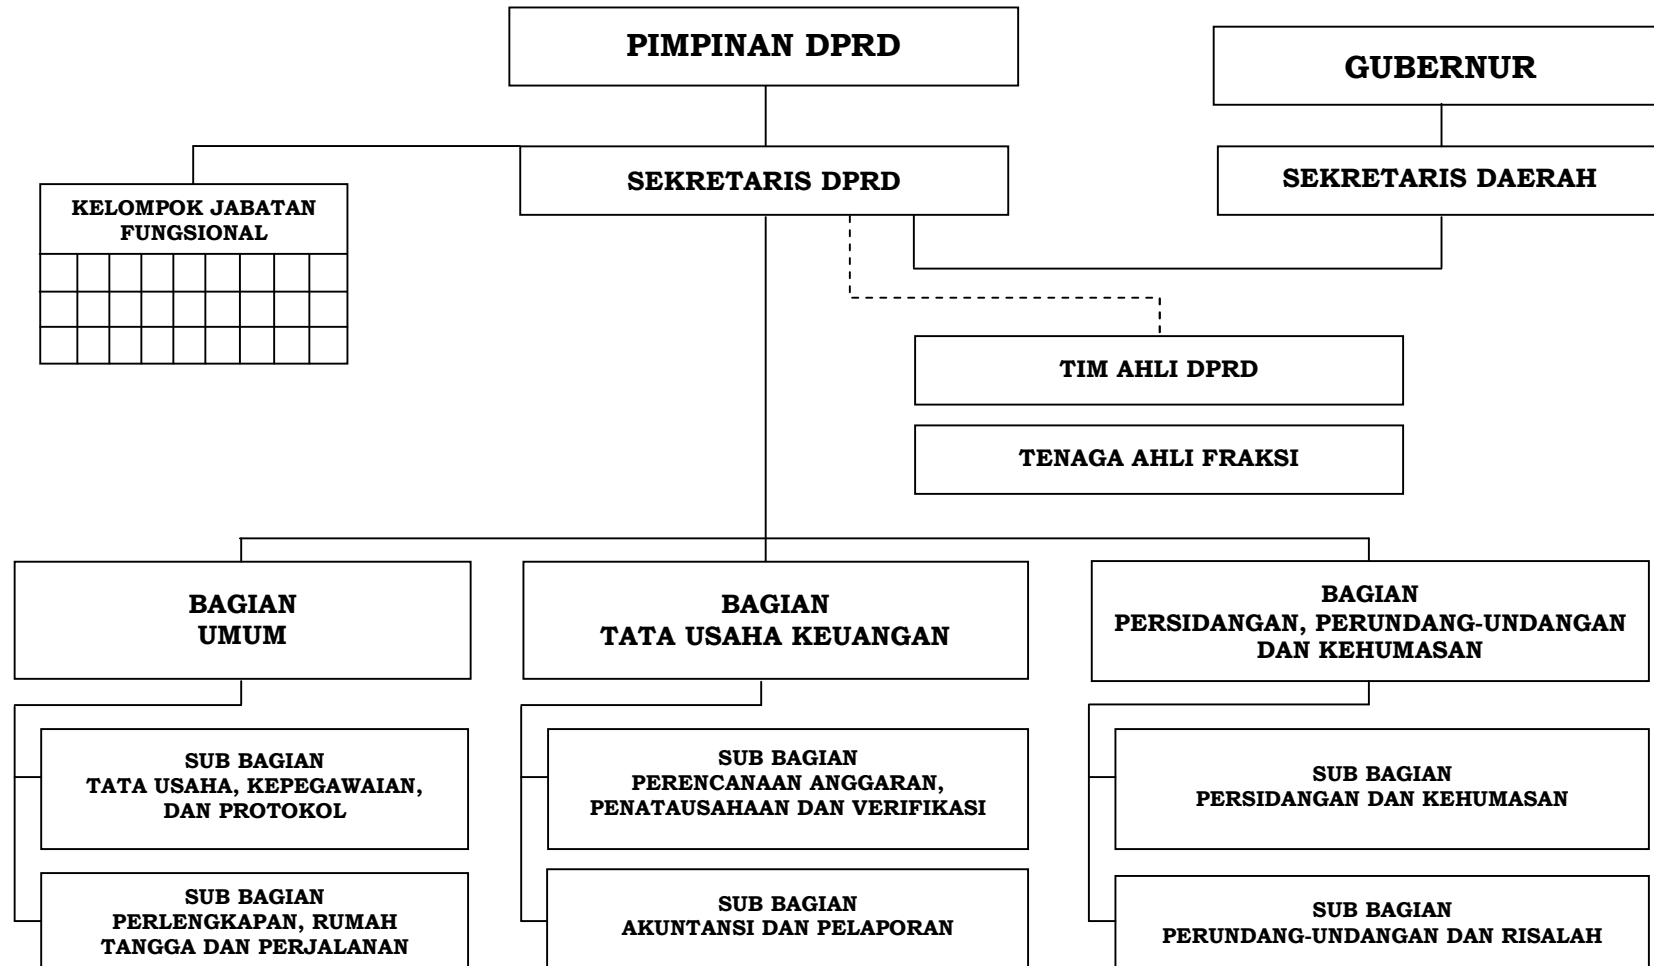 PIMPINAN DPRD
GUBERNUR
SEKRETARIS DPRD
SEKRETARIS DAERAH
KELOMPOK JABATAN
FUNGSIONAL
TIM AHLI DPRD
TENAGA AHLI FRAKSI
BAGIAN
UMUM
BAGIAN
TATA USAHA KEUANGAN
BAGIAN
PERSIDANGAN, PERUNDANG-UNDANGAN
DAN KEHUMASAN
SUB BAGIAN
TATA USAHA, KEPEGAWAIAN,
DAN PROTOKOL
SUB BAGIAN
PERENCANAAN ANGGARAN,
PENATAUSAHAAN DAN VERIFIKASI
SUB BAGIAN
PERSIDANGAN DAN KEHUMASAN
SUB BAGIAN
PERLENGKAPAN, RUMAH
TANGGA DAN PERJALANAN
SUB BAGIAN
AKUNTANSI DAN PELAPORAN
SUB BAGIAN
PERUNDANG-UNDANGAN DAN RISALAH